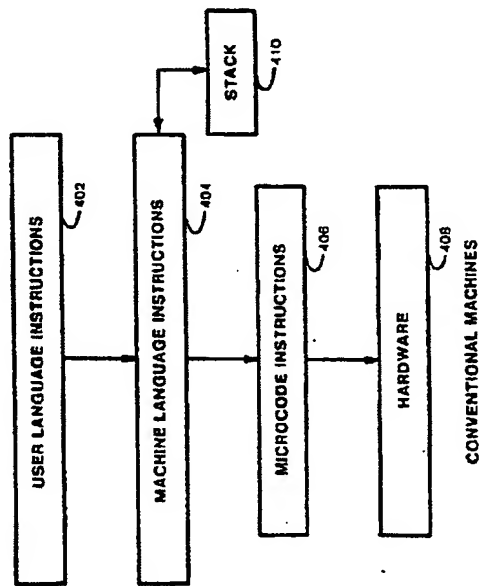 USER LANGUAGE INSTRUCTIONS
402
MACHINE LANGUAGE INSTRUCTIONS
404
STACK
410
MICROCODE INSTRUCTIONS
406
HARDWARE
408
CONVENTIONAL MACHINES